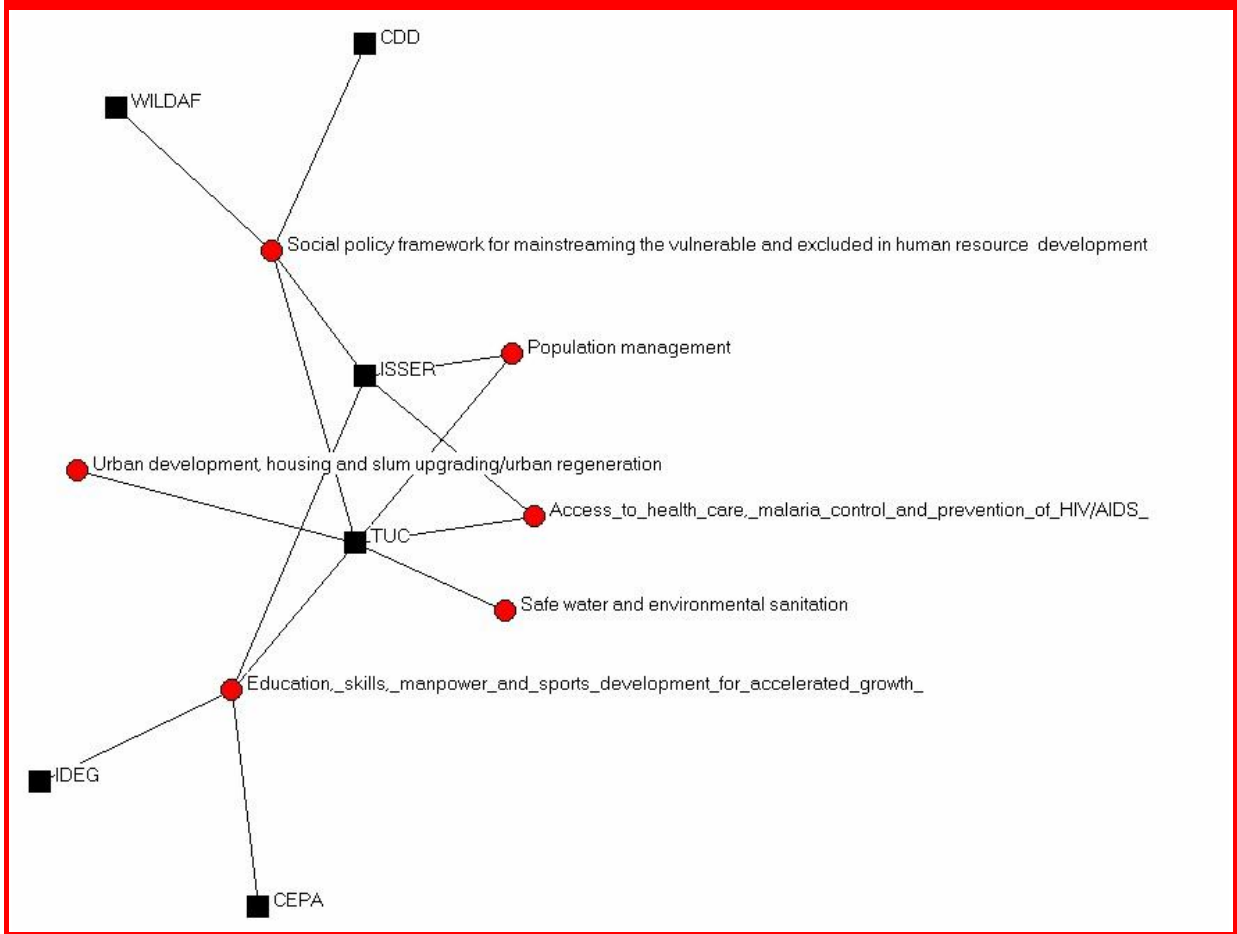 CDD
WILDAF
Social policy framework for mainstreaming the vulnerable and excluded in human resource development
Population management
ISSER
Urban development, housing and slum upgrading/urban regeneration
Access_to_health_care,_malaria_control_and_prevention_of_HIV/AIDS_
TUC
Safe water and environmental sanitation
Education,_skills,_manpower_and_sports_development_for_accelerated_growth_
IDEG
CEPA